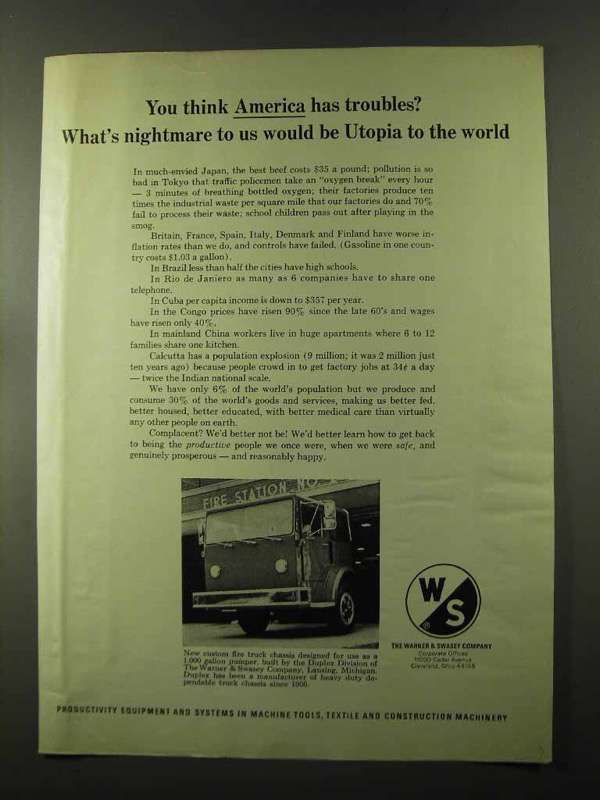 You think America has troubles?
What's nightmare to us would be Utopia to the world
In much-envied Japan, the best beef costs $35 a pound; pollution is so
bad in Tokyo that traffic policemen take an "oxygen break" every hour
— 3 minutes of breathing bottled oxygen; their factories produce ten
times the industrial waste per square mile that our factories do and 70%
fail to process their waste; school children pass out after playing in the
smog.
Britain, France, Spain, Italy, Denmark and Finland have worse in-
flation rates than we do, and controls have failed. (Gasoline in one coun-
try costs $1.03 a gallon).
In Brazil less than half the cities have high schools.
In Rio de Janiero as many as 6 companies have to share one
telephone.
In Cuba per capita income is down to $357 per year.
In the Congo prices have risen 90% since the late 60's and wages
have risen only 40%.
In mainland China workers live in huge apartments where 6 to 12
families share one kitchen.
Calcutta has a population explosion (9 million; it was 2 million just
ten years ago) because people crowd in to get factory jobs at 34¢ a day
— twice the Indian national scale.
We have only 6% of the world's population but we produce and
consume 30% of the world's goods and services, making us better fed,
better housed, better educated, with better medical care than virtually
any other people on earth.
Complacent? We'd better not be! We'd better learn how to get back
to being the productive people we once were, when we were safe, and
genuinely prosperous — and reasonably happy.
FIRE STATION NO.
New custom fire truck chassis designed for use as a
1,000 gallon pumper, built by the Duplex Division of
The Warner & Swasey Company, Lansing, Michigan.
Duplex has been a manufacturer of heavy duty de-
pendable truck chassis since 1908.
W
S
®
THE WARNER & SWASEY COMPANY
Corporate Offices
11000 Cedar Avenue
Cleveland, Ohio 44106
PRODUCTIVITY EQUIPMENT AND SYSTEMS IN MACHINE TOOLS, TEXTILE AND CONSTRUCTION MACHINERY